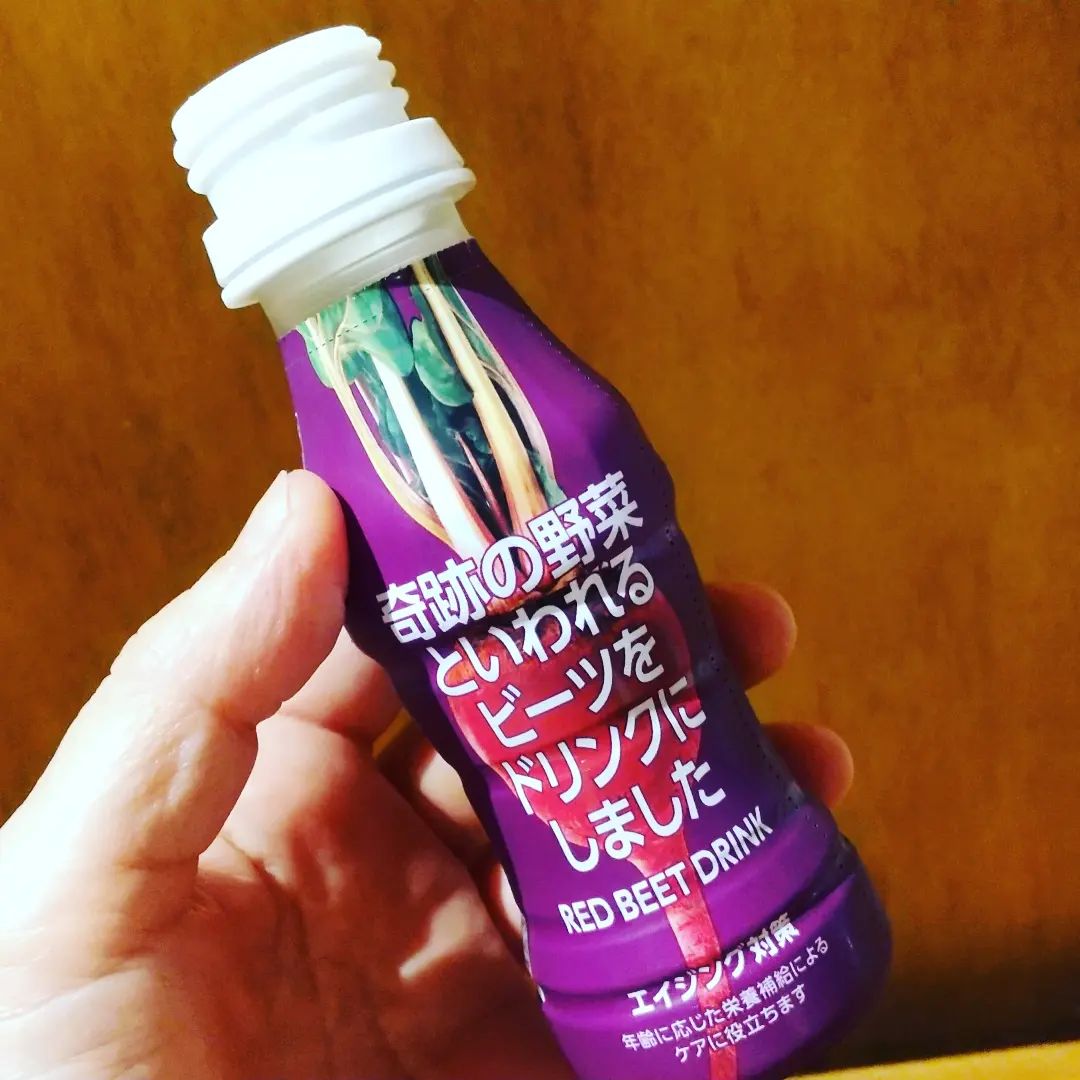 奇跡の野菜
といわれる
ビーツを
ドリンクに
しました
RED BEET DRINK
エイジング対策
年齢に応じた栄養補給による
ケアに役立ちます